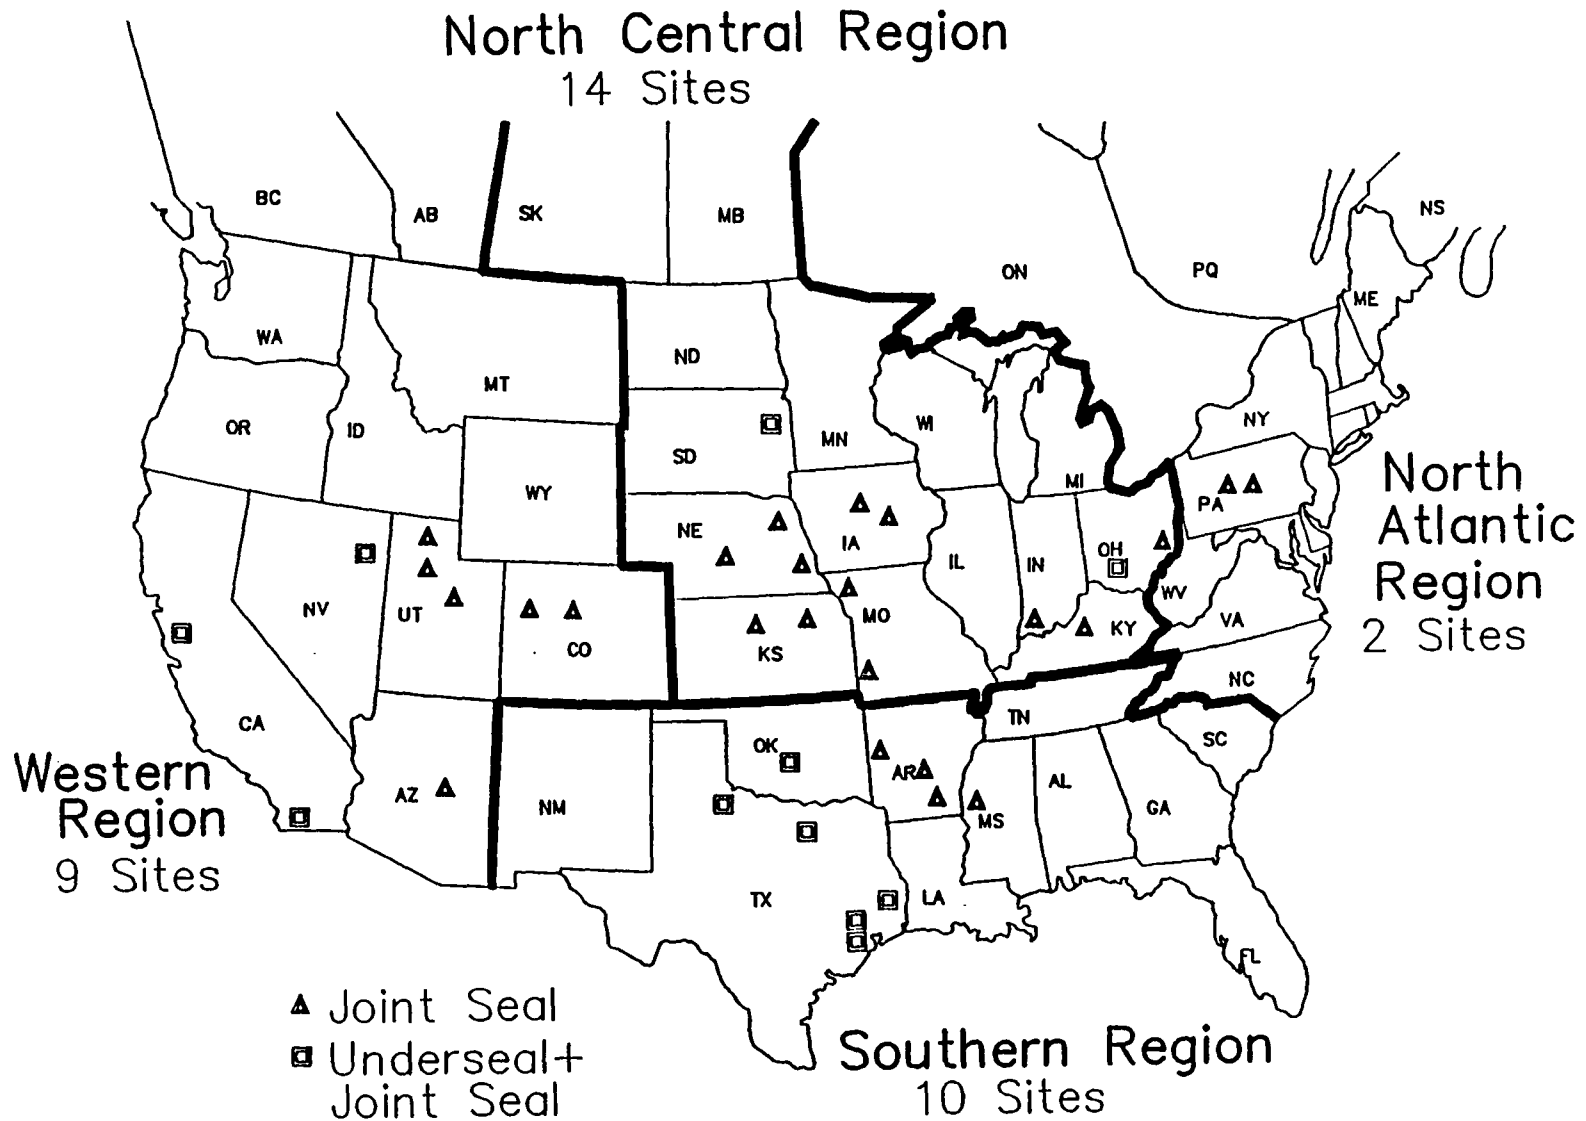 North Central Region
14 Sites
BC
AB
SK
MB
ON
PQ
NS
ME
WA
MT
ND
OR
ID
SD
MN
WI
MI
NY
WY
NE
IA
IL
IN
OH
PA
North
Atlantic
Region
2 Sites
NV
UT
CO
KS
MO
KY
WV
VA
NC
CA
AZ
NM
OK
AR
TN
SC
MS
AL
GA
Western
Region
9 Sites
TX
LA
FL
Joint Seal
Underseal+
Joint Seal
Southern Region
10 Sites